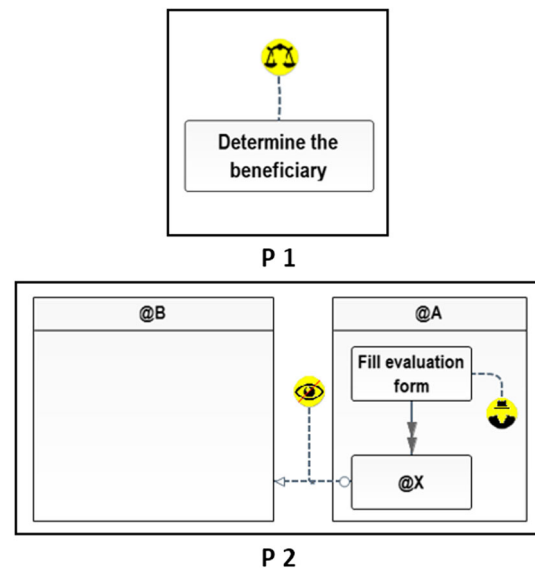 Determine the
beneficiary
P 1
@B
@A
Fill evaluation
form
@X
P 2